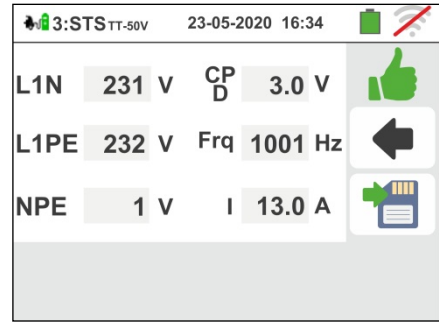 3:STS TT-50V 23-05-2020 16:34
L1N 231 V CP D 3.0 V
L1PE 232 V Frq 1001 Hz
NPE 1 V I 13.0 A